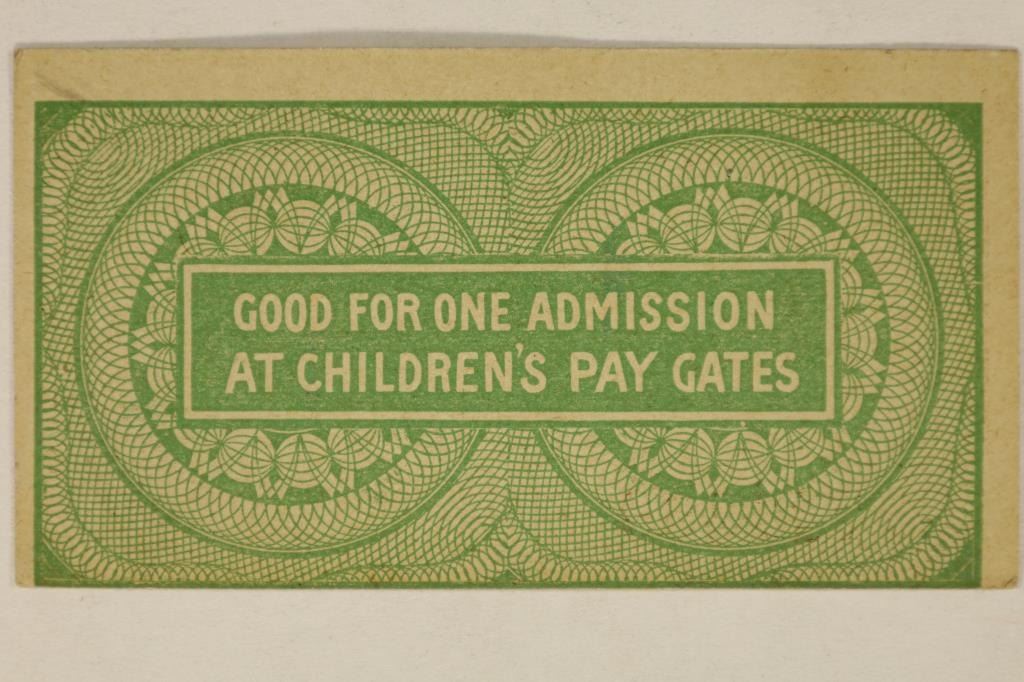 GOOD FOR ONE ADMISSION
AT CHILDREN'S PAY GATES